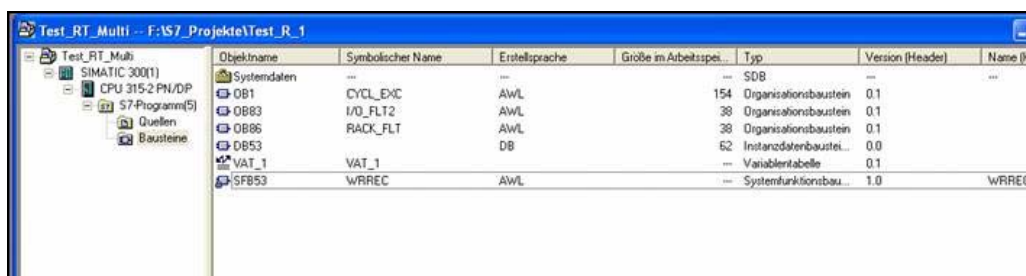 Test_RT_Multi -- F:\S7_Projekte\Test_R_1
Test_RT_Multi
SIMATIC 300(1)
CPU 315-2 PN/DP
S7-Programm(5)
Quellen
Bausteine
Objektname Symbolischer Name Erstellsprache Größe im Arbeitsspei... Typ Version (Header) Name (
Systemdaten --- --- --- SDB --- ---
OB1 CYCL_EXC AWL 154 Organisationsbaustein 0.1
OB83 I/O_FLT2 AWL 38 Organisationsbaustein 0.1
OB86 RACK_FLT AWL 38 Organisationsbaustein 0.1
DB53 DB 62 Instanzdatenbaustei... 0.0
VAT_1 VAT_1 --- Variablentabelle 0.1
SFB53 WRREC AWL --- Systemfunktionsbau... 1.0 WRREC